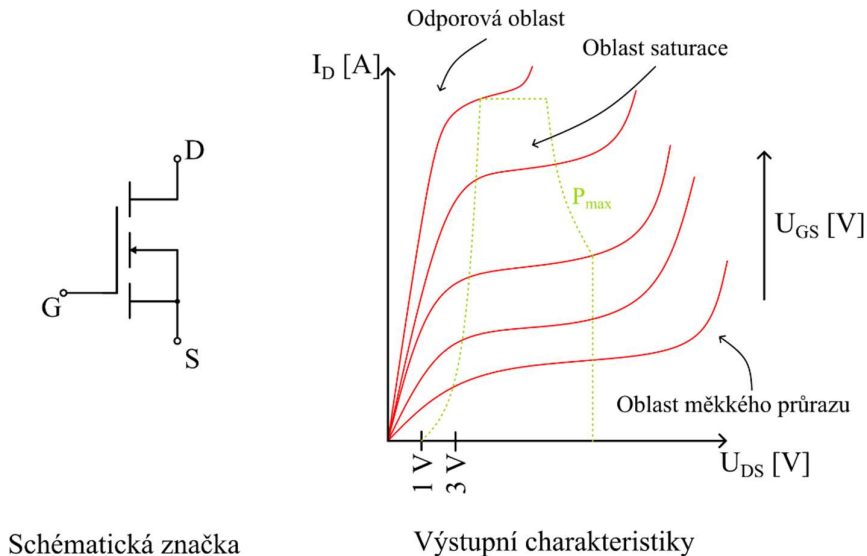 Odporová oblast
Oblast saturace
I_D [A]
D
G
S
P_max
U_GS [V]
Oblast měkkého průrazu
1 V
3 V
U_DS [V]
Schématická značka
Výstupní charakteristiky